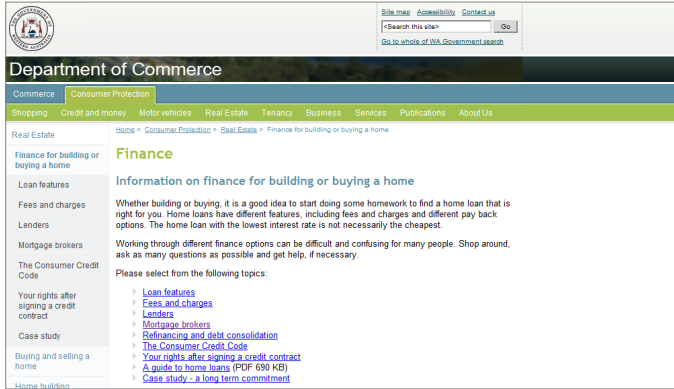 Site map Accessibility Contact us
<Search this site> Go
Go to whole of WA Government search
Department of Commerce
Commerce Consumer Protection
Shopping Credit and money Motor vehicles Real Estate Tenancy Business Services Publications About Us
Home > Consumer Protection > Real Estate > Finance for building or buying a home
Real Estate
Finance for building or
buying a home
Loan features
Fees and charges
Lenders
Mortgage brokers
The Consumer Credit
Code
Your rights after
signing a credit
contract
Case study
Buying and selling a
home
Home building
Finance
Information on finance for building or buying a home
Whether building or buying, it is a good idea to start doing some homework to find a home loan that is
right for you. Home loans have different features, including fees and charges and different pay back
options. The home loan with the lowest interest rate is not necessarily the cheapest.
Working through different finance options can be difficult and confusing for many people. Shop around,
ask as many questions as possible and get help, if necessary.
Please select from the following topics:
Loan features
Fees and charges
Lenders
Mortgage brokers
Refinancing and debt consolidation
The Consumer Credit Code
Your rights after signing a credit contract
A guide to home loans (PDF 690 KB)
Case study - a long term commitment